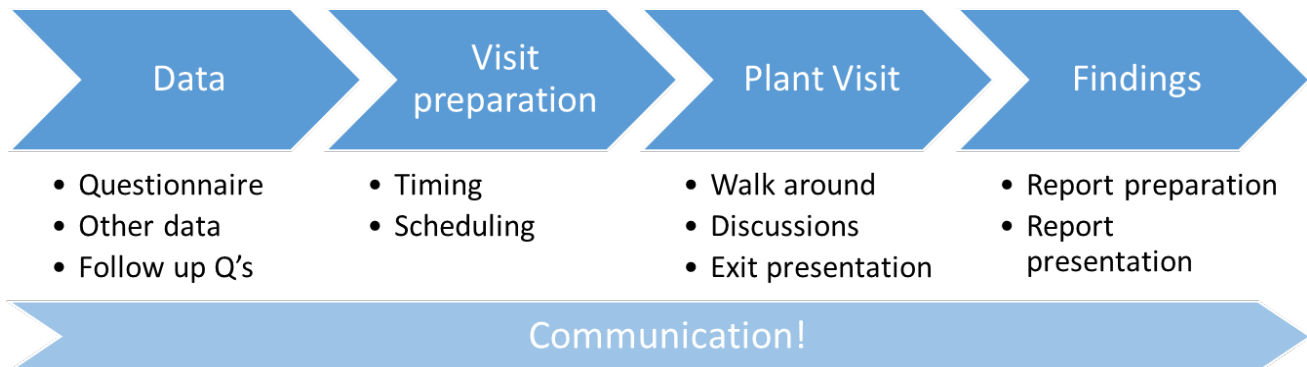 Data
• Questionnaire
• Other data
• Follow up Q's
Visit
preparation
• Timing
• Scheduling
Plant Visit
• Walk around
• Discussions
• Exit presentation
Findings
• Report preparation
• Report
presentation
Communication!